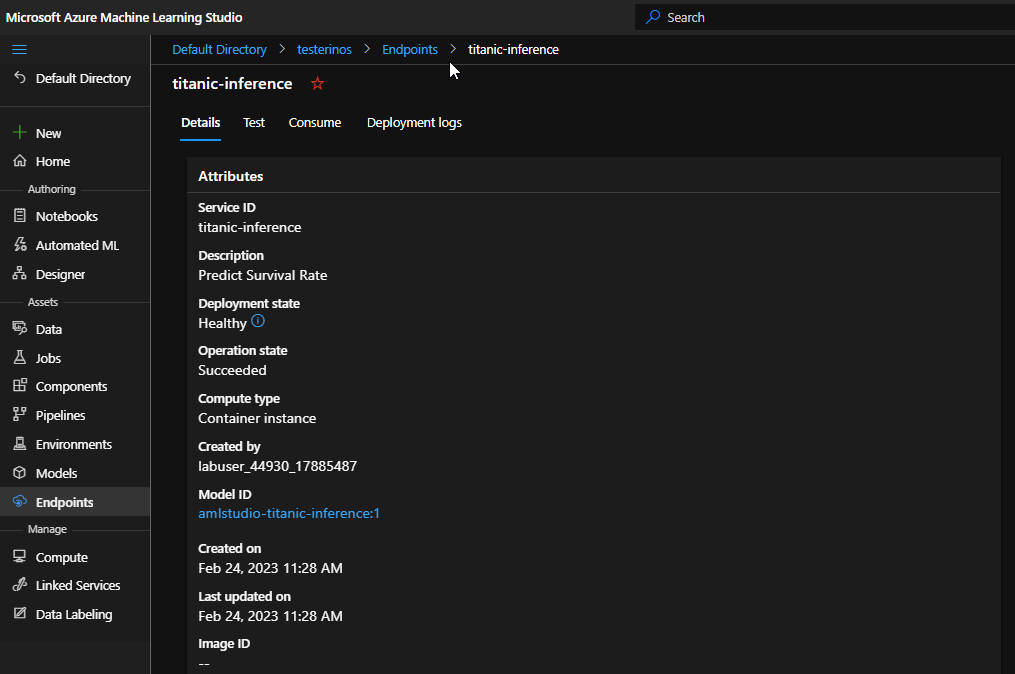 Microsoft Azure Machine Learning Studio
Search
Default Directory
Default Directory > testerinos > Endpoints > titanic-inference
titanic-inference
New
Home
Authoring
Notebooks
Automated ML
Designer
Assets
Data
Jobs
Components
Pipelines
Environments
Models
Endpoints
Manage
Compute
Linked Services
Data Labeling
Details Test Consume Deployment logs
Attributes
Service ID
titanic-inference
Description
Predict Survival Rate
Deployment state
Healthy
Operation state
Succeeded
Compute type
Container instance
Created by
labuser_44930_17885487
Model ID
amlstudio-titanic-inference:1
Created on
Feb 24, 2023 11:28 AM
Last updated on
Feb 24, 2023 11:28 AM
Image ID
--